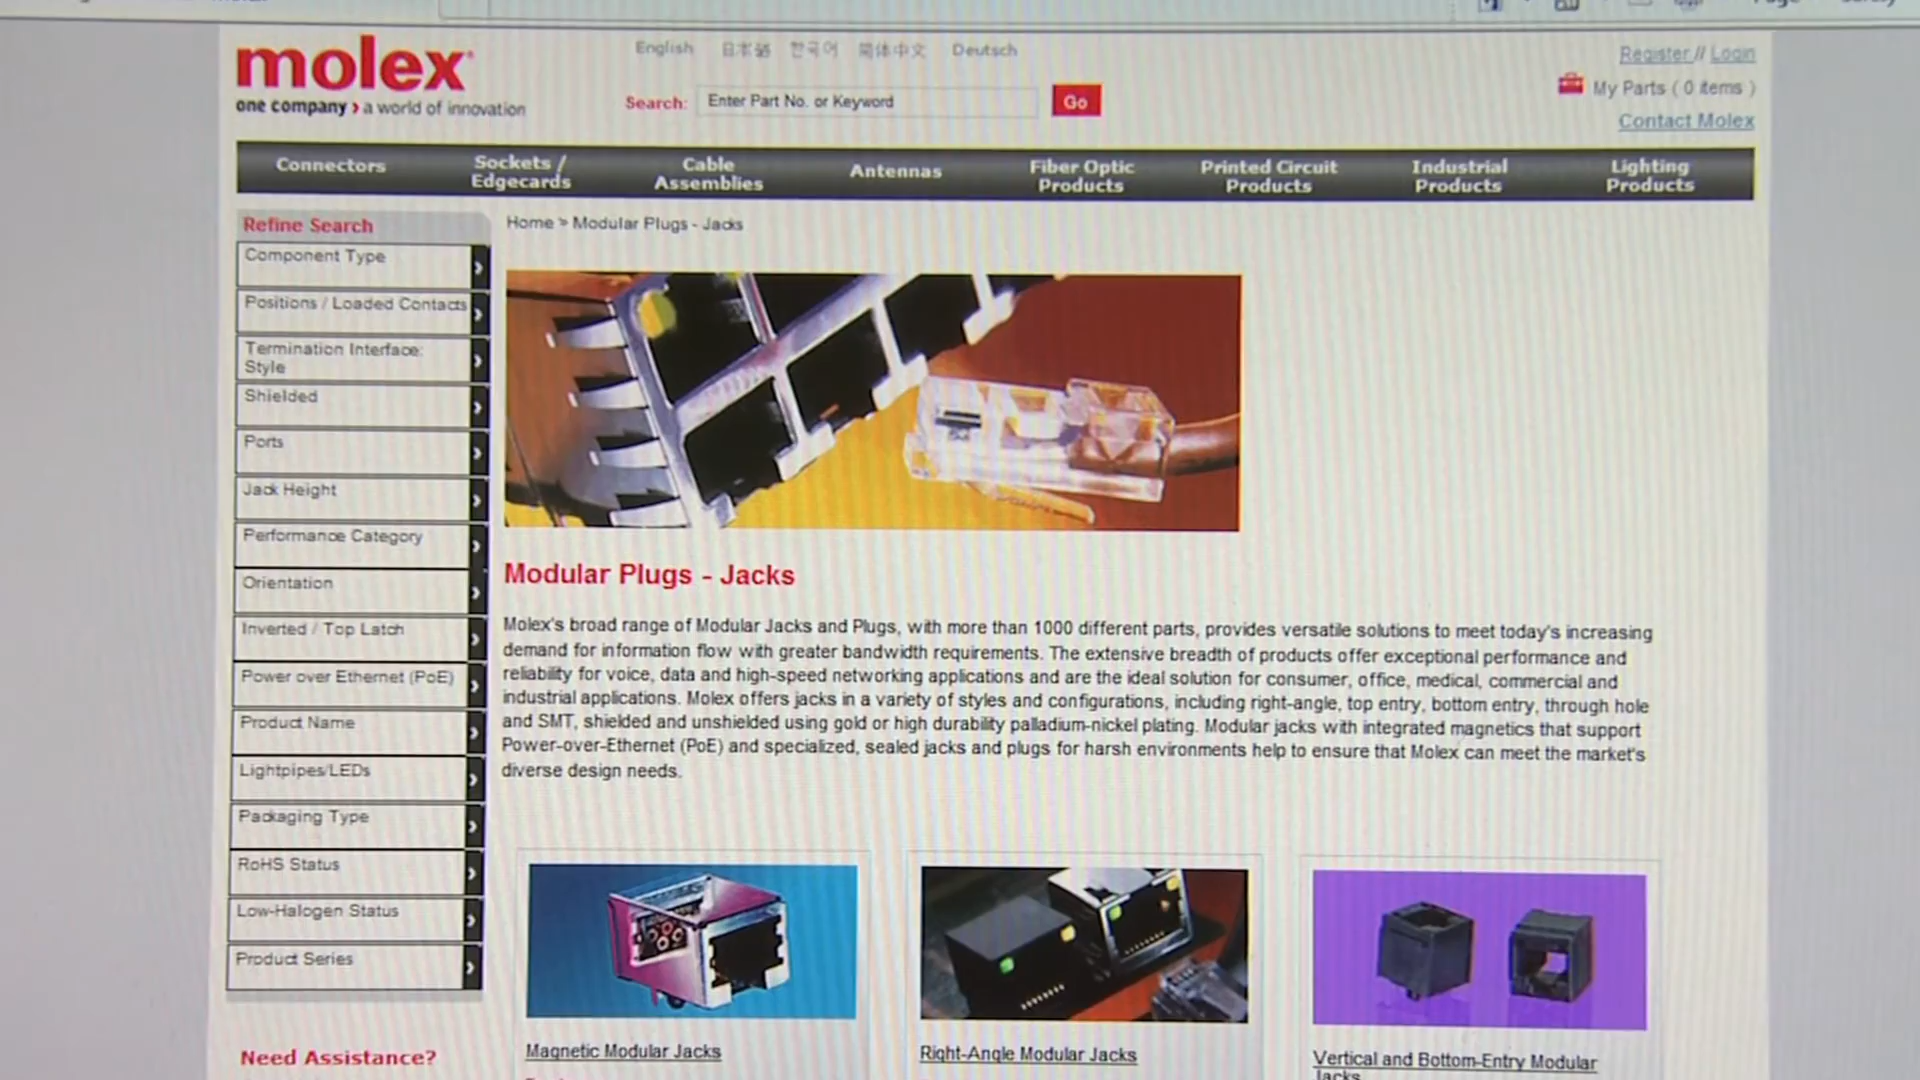 molex
one company › a world of innovation
English 日本語 한국어 简体中文 Deutsch
Search: Enter Part No. or Keyword Go
Register // Login
My Parts ( 0 items )
Contact Molex
Connectors
Sockets / Edgecards
Cable Assemblies
Antennas
Fiber Optic Products
Printed Circuit Products
Industrial Products
Lighting Products
Refine Search
Component Type
Positions / Loaded Contacts
Termination Interface:
Style
Shielded
Ports
Jack Height
Performance Category
Orientation
Inverted / Top Latch
Power over Ethernet (PoE)
Product Name
Lightpipes/LEDs
Packaging Type
RoHS Status
Low-Halogen Status
Product Series
Need Assistance?
Home » Modular Plugs - Jacks
Modular Plugs - Jacks
Molex's broad range of Modular Jacks and Plugs, with more than 1000 different parts, provides versatile solutions to meet today's increasing
demand for information flow with greater bandwidth requirements. The extensive breadth of products offer exceptional performance and
reliability for voice, data and high-speed networking applications and are the ideal solution for consumer, office, medical, commercial and
industrial applications. Molex offers jacks in a variety of styles and configurations, including right-angle, top entry, bottom entry, through hole
and SMT, shielded and unshielded using gold or high durability palladium-nickel plating. Modular jacks with integrated magnetics that support
Power-over-Ethernet (PoE) and specialized, sealed jacks and plugs for harsh environments help to ensure that Molex can meet the market's
diverse design needs.
Magnetic Modular Jacks
Right-Angle Modular Jacks
Vertical and Bottom-Entry Modular
Jacks